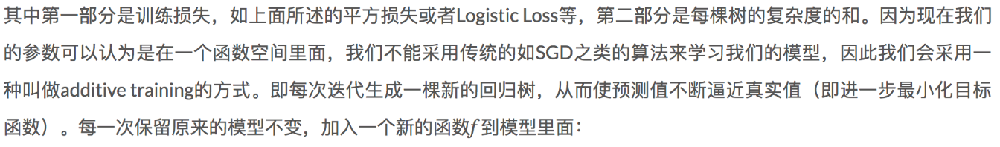 其中第一部分是训练损失，如上面所述的平方损失或者Logistic Loss等，第二部分是每棵树的复杂度的和。因为现在我们
的参数可以认为是在一个函数空间里面，我们不能采用传统的如SGD之类的算法来学习我们的模型，因此我们会采用一
种叫做additive training的方式。即每次迭代生成一棵新的回归树，从而使预测值不断逼近真实值（即进一步最小化目标
函数）。每一次保留原来的模型不变，加入一个新的函数f到模型里面：